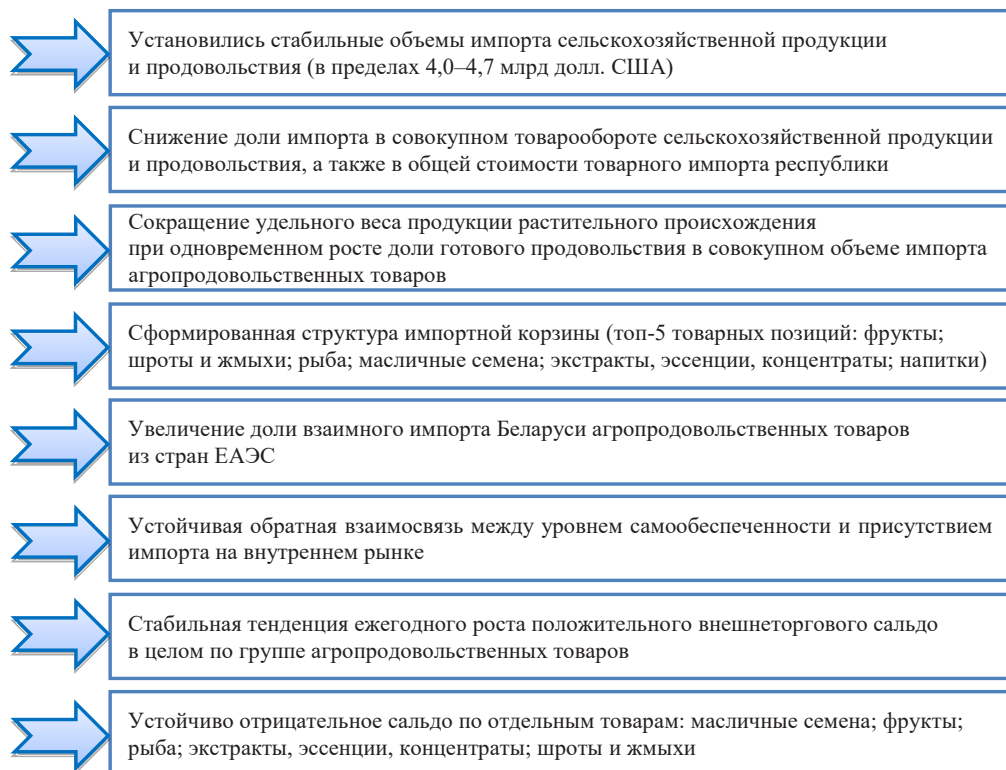 Установились стабильные объемы импорта сельскохозяйственной продукции
и продовольствия (в пределах 4,0–4,7 млрд долл. США)
Снижение доли импорта в совокупном товарообороте сельскохозяйственной продукции
и продовольствия, а также в общей стоимости товарного импорта республики
Сокращение удельного веса продукции растительного происхождения
при одновременном росте доли готового продовольствия в совокупном объеме импорта
агропродовольственных товаров
Сформированная структура импортной корзины (топ-5 товарных позиций: фрукты;
шроты и жмыхи; рыба; масличные семена; экстракты, эссенции, концентраты; напитки)
Увеличение доли взаимного импорта Беларуси агропродовольственных товаров
из стран ЕАЭС
Устойчивая обратная взаимосвязь между уровнем самообеспеченности и присутствием
импорта на внутреннем рынке
Стабильная тенденция ежегодного роста положительного внешнеторгового сальдо
в целом по группе агропродовольственных товаров
Устойчиво отрицательное сальдо по отдельным товарам: масличные семена; фрукты;
рыба; экстракты, эссенции, концентраты; шроты и жмыхи